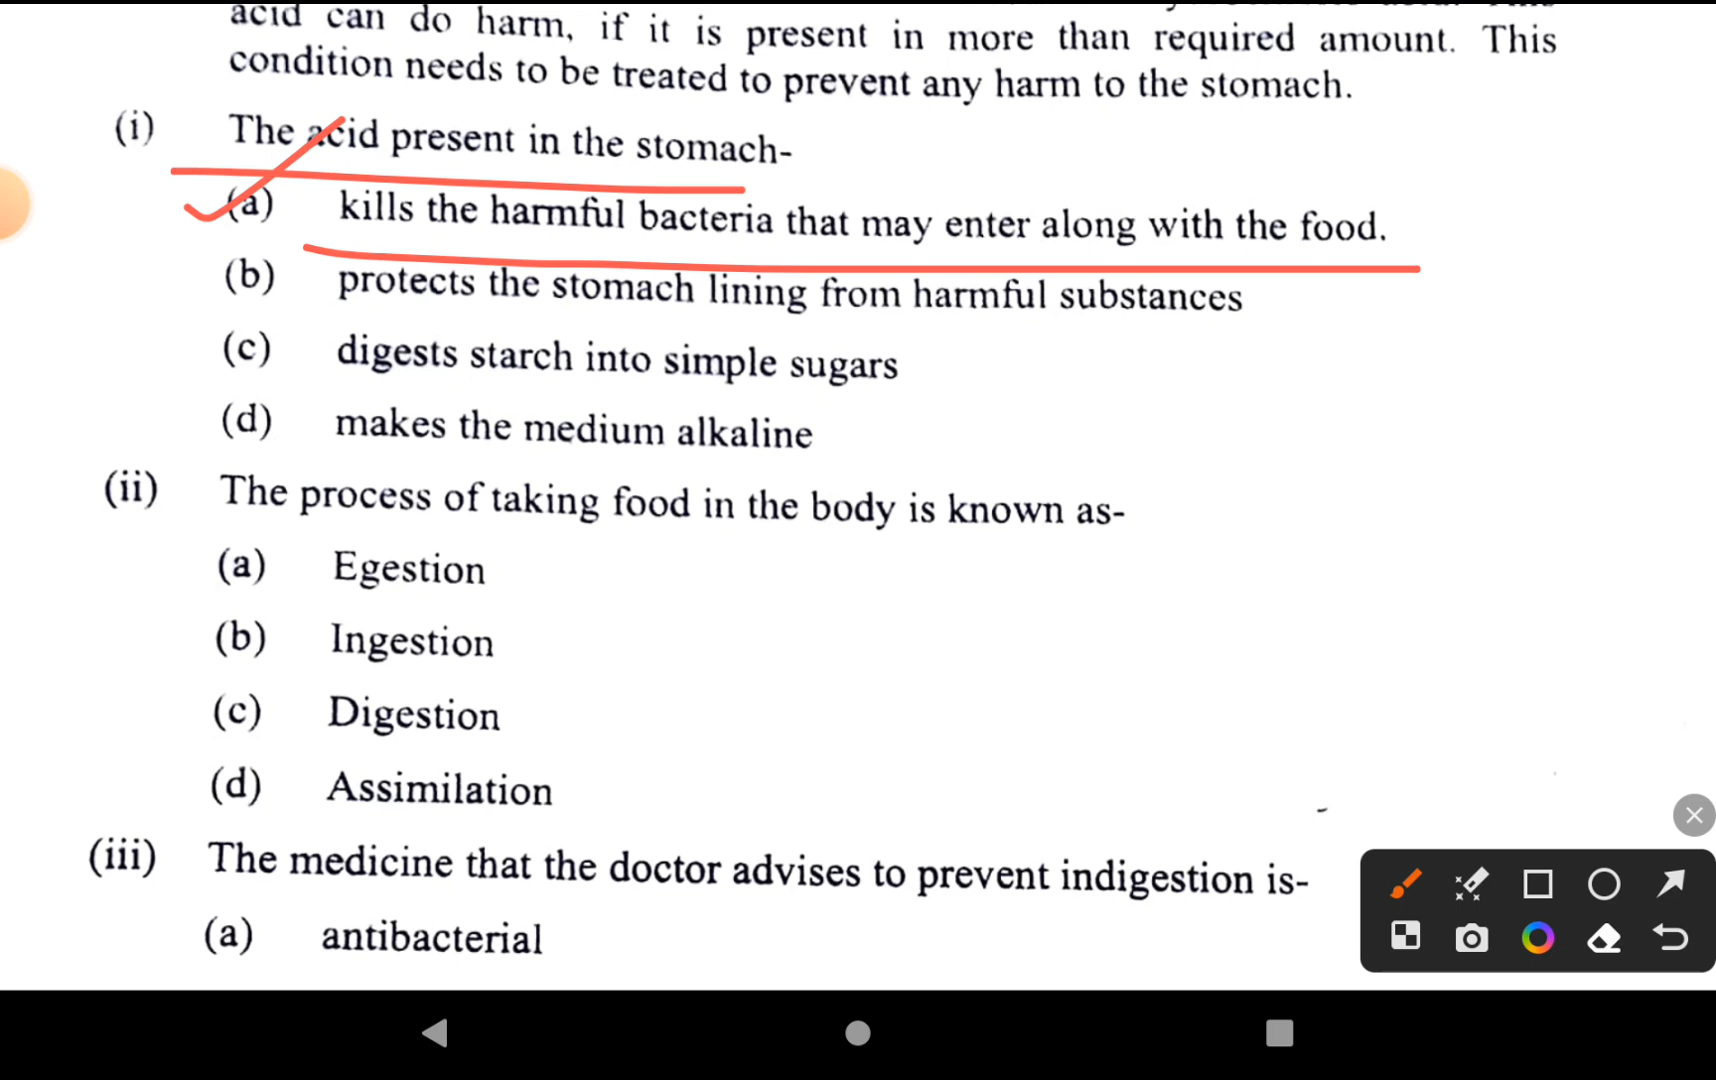 acid can do harm, if it is present in more than required amount. This
condition needs to be treated to prevent any harm to the stomach.
(i) The acid present in the stomach-
(a) kills the harmful bacteria that may enter along with the food.
(b) protects the stomach lining from harmful substances
(c) digests starch into simple sugars
(d) makes the medium alkaline
(ii) The process of taking food in the body is known as-
(a) Egestion
(b) Ingestion
(c) Digestion
(d) Assimilation
(iii) The medicine that the doctor advises to prevent indigestion is-
(a) antibacterial